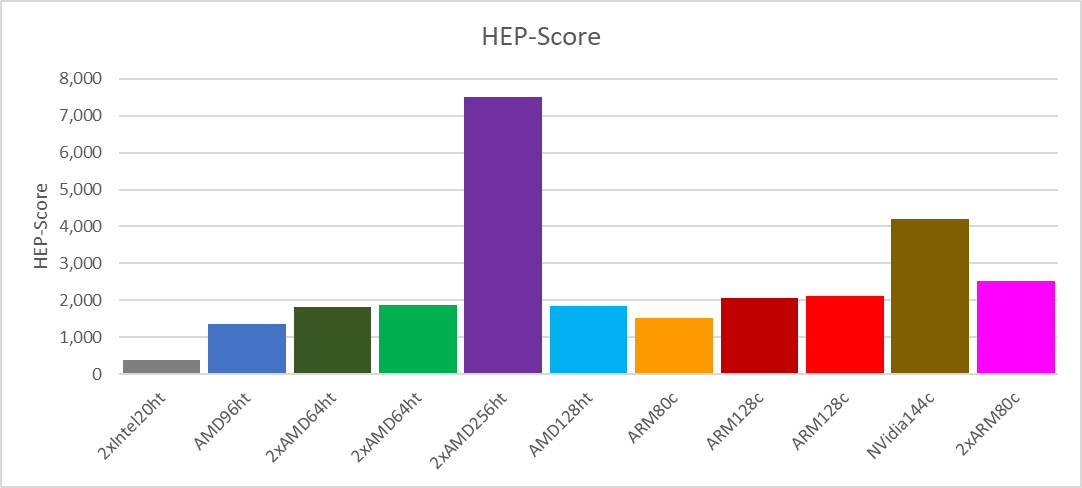 HEP-Score
8,000
7,000
6,000
5,000
4,000
3,000
2,000
1,000
0
HEP-Score
2xIntel20ht
AMD96ht
2xAMD64ht
2xAMD64ht
2xAMD256ht
AMD128ht
ARM80c
ARM128c
ARM128c
NVidia144c
2xARM80c